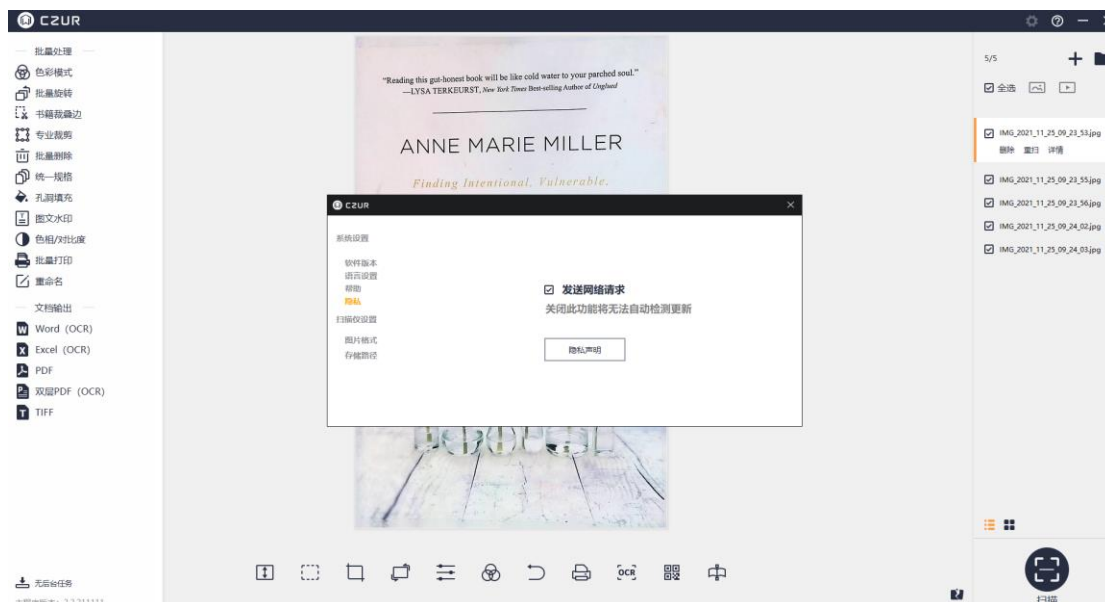 CZUR
批量处理
色彩模式
批量旋转
书籍裁叠边
专业裁剪
批量删除
统一规格
孔洞填充
图文水印
色相/对比度
批量打印
重命名
文档输出
Word (OCR)
Excel (OCR)
PDF
双层PDF (OCR)
TIFF
无后台任务
"Reading this gut-honest book will be like cold water to your parched soul."
—LYSA TERKEURST, New York Times Best-selling Author of Unglued
ANNE MARIE MILLER
Finding Intentional, Vulnerable,
CZUR
系统设置
软件版本
语言设置
帮助
隐私
扫描仪设置
图片格式
存储路径
发送网络请求
关闭此功能将无法自动检测更新
隐私声明
OCR
5/5
全选
IMG_2021_11_25_09_23_53.jpg
删除 重扫 详情
IMG_2021_11_25_09_23_55.jpg
IMG_2021_11_25_09_23_56.jpg
IMG_2021_11_25_09_24_02.jpg
IMG_2021_11_25_09_24_03.jpg
扫描